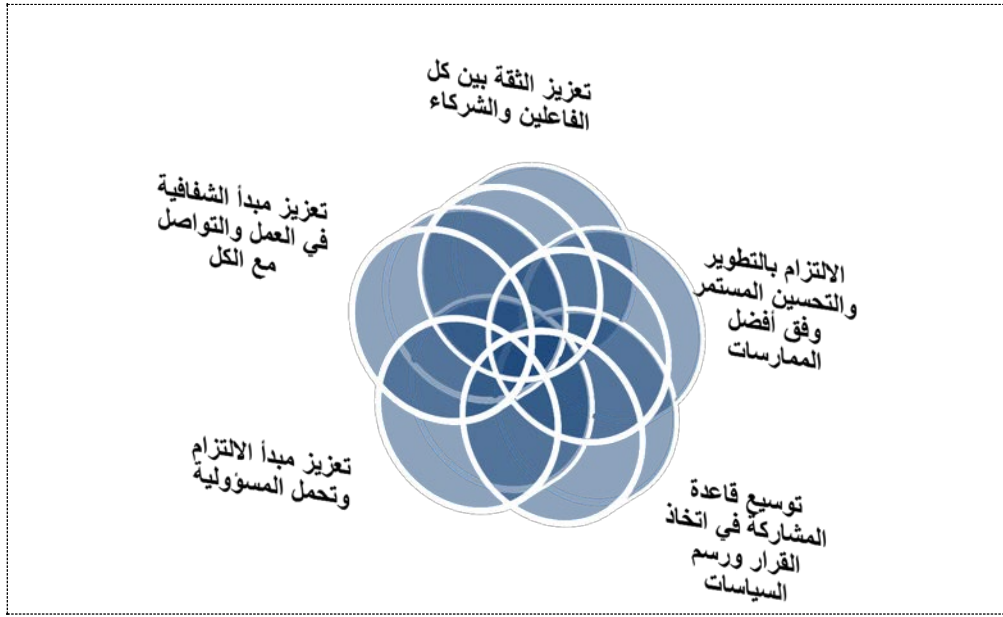 تعزيز الثقة بين كل
الفاعلين والشركاء
الالتزام بالتطوير
والتحسين المستمر
وفق أفضل
الممارسات
توسيع قاعدة
المشاركة في اتخاذ
القرار ورسم
السياسات
تعزيز مبدأ الالتزام
وتحمل المسؤولية
تعزيز مبدأ الشفافية
في العمل والتواصل
مع الكل